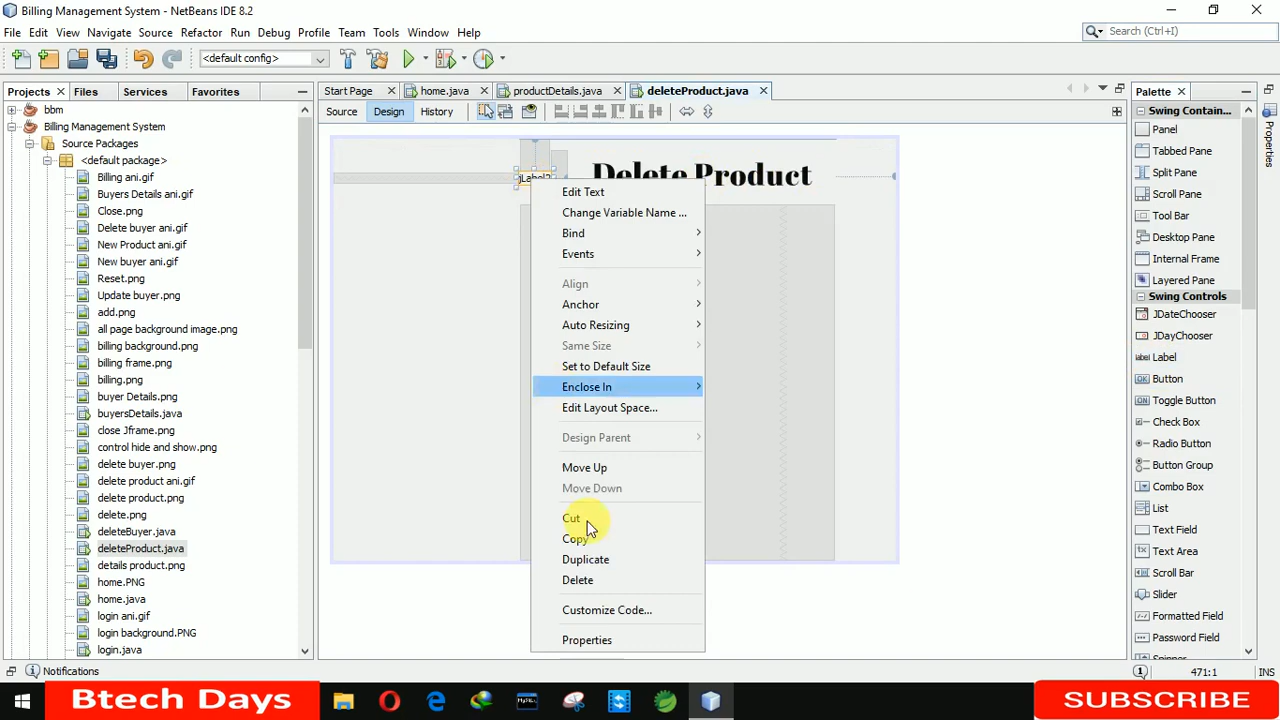 Billing Management System - NetBeans IDE 8.2
File Edit View Navigate Source Refactor Run Debug Profile Team Tools Window Help
Search (Ctrl+I)
<default config>
Projects Files Services Favorites
Start Page home.java productDetails.java deleteProduct.java
Palette
Source Design History
bbm
Billing Management System
Source Packages
<default package>
Billing ani.gif
Buyers Details ani.gif
Close.png
Delete buyer ani.gif
New Product ani.gif
New buyer ani.gif
Reset.png
Update buyer.png
add.png
all page background image.png
billing background.png
billing frame.png
billing.png
buyer Details.png
buyersDetails.java
close Jframe.png
control hide and show.png
delete buyer.png
delete product ani.gif
delete product.png
delete.png
deleteBuyer.java
deleteProduct.java
details product.png
home.PNG
home.java
login ani.gif
login background.PNG
login.java
jLabel2
Delete Product
Edit Text
Change Variable Name ...
Bind
Events
Align
Anchor
Auto Resizing
Same Size
Set to Default Size
Enclose In
Edit Layout Space...
Design Parent
Move Up
Move Down
Cut
Copy
Duplicate
Delete
Customize Code...
Properties
Swing Contain...
Panel
Tabbed Pane
Split Pane
Scroll Pane
Tool Bar
Desktop Pane
Internal Frame
Layered Pane
Swing Controls
JDateChooser
JDayChooser
Label
Button
Toggle Button
Check Box
Radio Button
Button Group
Combo Box
List
Text Field
Text Area
Scroll Bar
Slider
Formatted Field
Password Field
Spinner
Properties
Notifications
471:1 INS
Btech Days
SUBSCRIBE